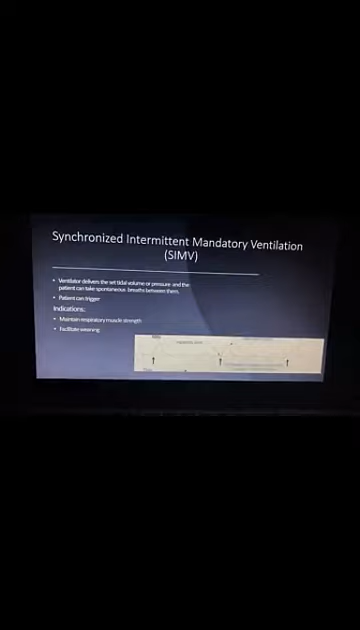 Synchronized Intermittent Mandatory Ventilation
(SIMV)
• Ventilator delivers the set tidal volume or pressure and the
patient can take spontaneous breaths between them.
• Patient can trigger
Indications:
• Maintain respiratory muscle strength
• Facilitate weaning